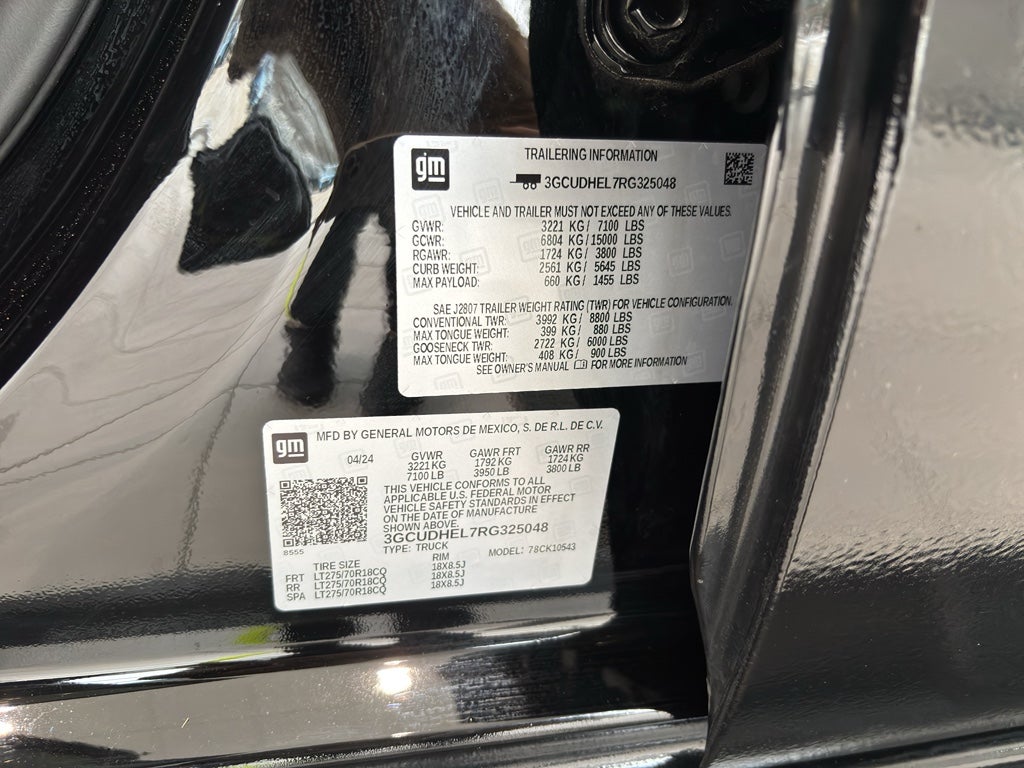 gm
TRAILERING INFORMATION
3GCUDHEL7RG325048
VEHICLE AND TRAILER MUST NOT EXCEED ANY OF THESE VALUES.
GVWR: 3221 KG / 7100 LBS
GCWR: 6804 KG / 15000 LBS
RGAWR: 1724 KG / 3800 LBS
CURB WEIGHT: 2561 KG / 5645 LBS
MAX PAYLOAD: 660 KG / 1455 LBS
SAE J2807 TRAILER WEIGHT RATING (TWR) FOR VEHICLE CONFIGURATION.
CONVENTIONAL TWR: 3992 KG / 8800 LBS
MAX TONGUE WEIGHT: 399 KG / 880 LBS
GOOSENECK TWR: 2722 KG / 6000 LBS
MAX TONGUE WEIGHT: 408 KG / 900 LBS
SEE OWNER'S MANUAL FOR MORE INFORMATION
gm
MFD BY GENERAL MOTORS DE MEXICO, S. DE R.L. DE C.V.
04/24 GVWR GAWR FRT GAWR RR
3221 KG 1792 KG 1724 KG
7100 LB 3950 LB 3800 LB
THIS VEHICLE CONFORMS TO ALL
APPLICABLE U.S. FEDERAL MOTOR
VEHICLE SAFETY STANDARDS IN EFFECT
ON THE DATE OF MANUFACTURE
SHOWN ABOVE.
3GCUDHEL7RG325048
8555
TYPE: TRUCK MODEL: 78CK10543
TIRE SIZE RIM
FRT LT275/70R18CQ 18X8.5J
RR LT275/70R18CQ 18X8.5J
SPA LT275/70R18CQ 18X8.5J